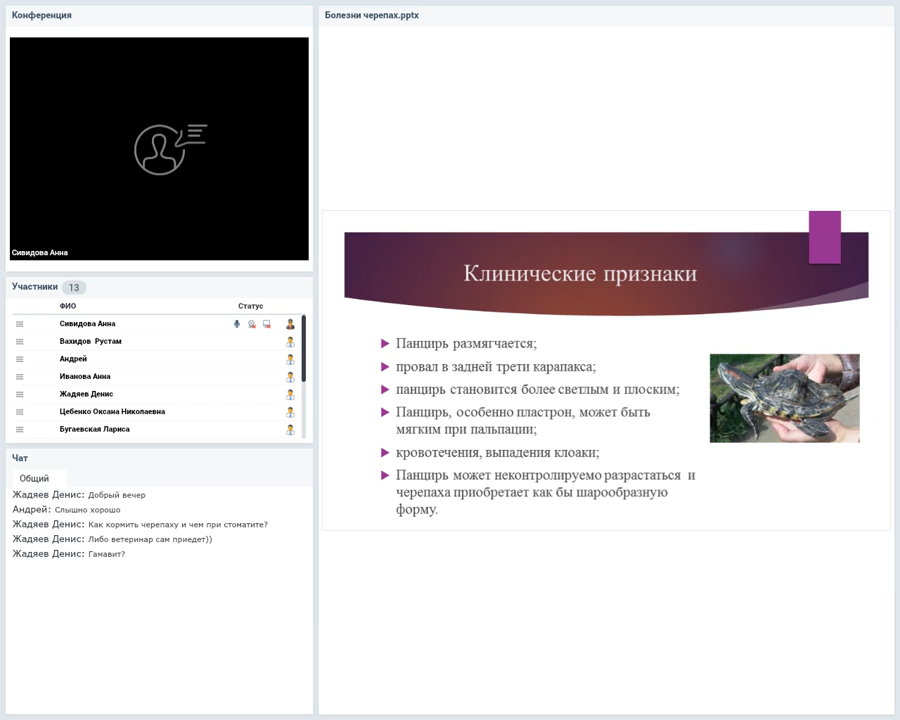 Конференция
Сивидова Анна
Участники 13
ФИО Статус
Сивидова Анна
Вахидов Рустам
Андрей
Иванова Анна
Жадяев Денис
Цебенко Оксана Николаевна
Бугаевская Лариса
Чат
Общий
Жадяев Денис: Добрый вечер
Андрей: Слышно хорошо
Жадяев Денис: Как кормить черепаху и чем при стоматите?
Жадяев Денис: Либо ветеринар сам приедет))
Жадяев Денис: Гамавит?
Болезни черепах.pptx
Клинические признаки
Панцирь размягчается;
провал в задней трети карапакса;
панцирь становится более светлым и плоским;
Панцирь, особенно пластрон, может быть
мягким при пальпации;
кровотечения, выпадения клоаки;
Панцирь может неконтролируемо разрастаться и
черепаха приобретает как бы шарообразную
форму.